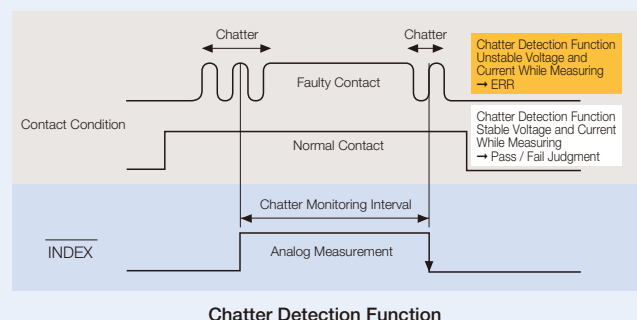 Chatter
Chatter
Chatter Detection Function
Unstable Voltage and
Current While Measuring
→ ERR
Faulty Contact
Chatter Detection Function
Stable Voltage and Current
While Measuring
→ Pass / Fail Judgment
Contact Condition
Normal Contact
Chatter Monitoring Interval
INDEX
Analog Measurement
Chatter Detection Function